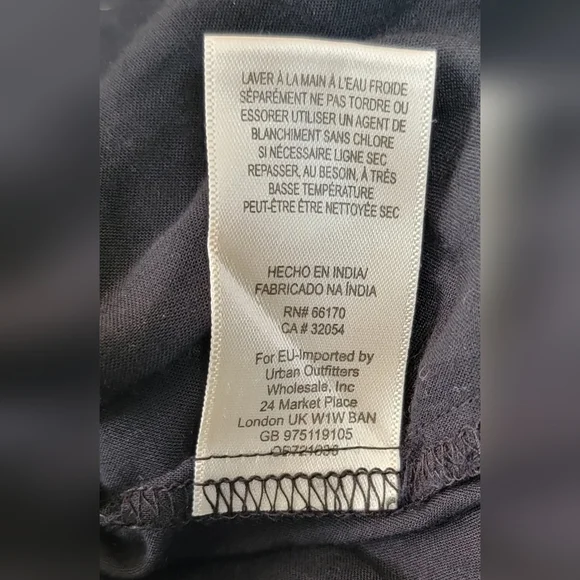 LAVER À LA MAIN À L'EAU FROIDE
SÉPARÉMENT NE PAS TORDRE OU
ESSORER UTILISER UN AGENT DE
BLANCHIMENT SANS CHLORE
SI NÉCESSAIRE LIGNE SEC
REPASSER, AU BESOIN, À TRÈS
BASSE TEMPÉRATURE
PEUT-ÊTRE ÊTRE NETTOYÉE SEC
HECHO EN INDIA/
FABRICADO NA ÍNDIA
RN# 66170
CA # 32054
For EU-Imported by
Urban Outfitters
Wholesale, Inc
24 Market Place
London UK W1W BAN
GB 975119105